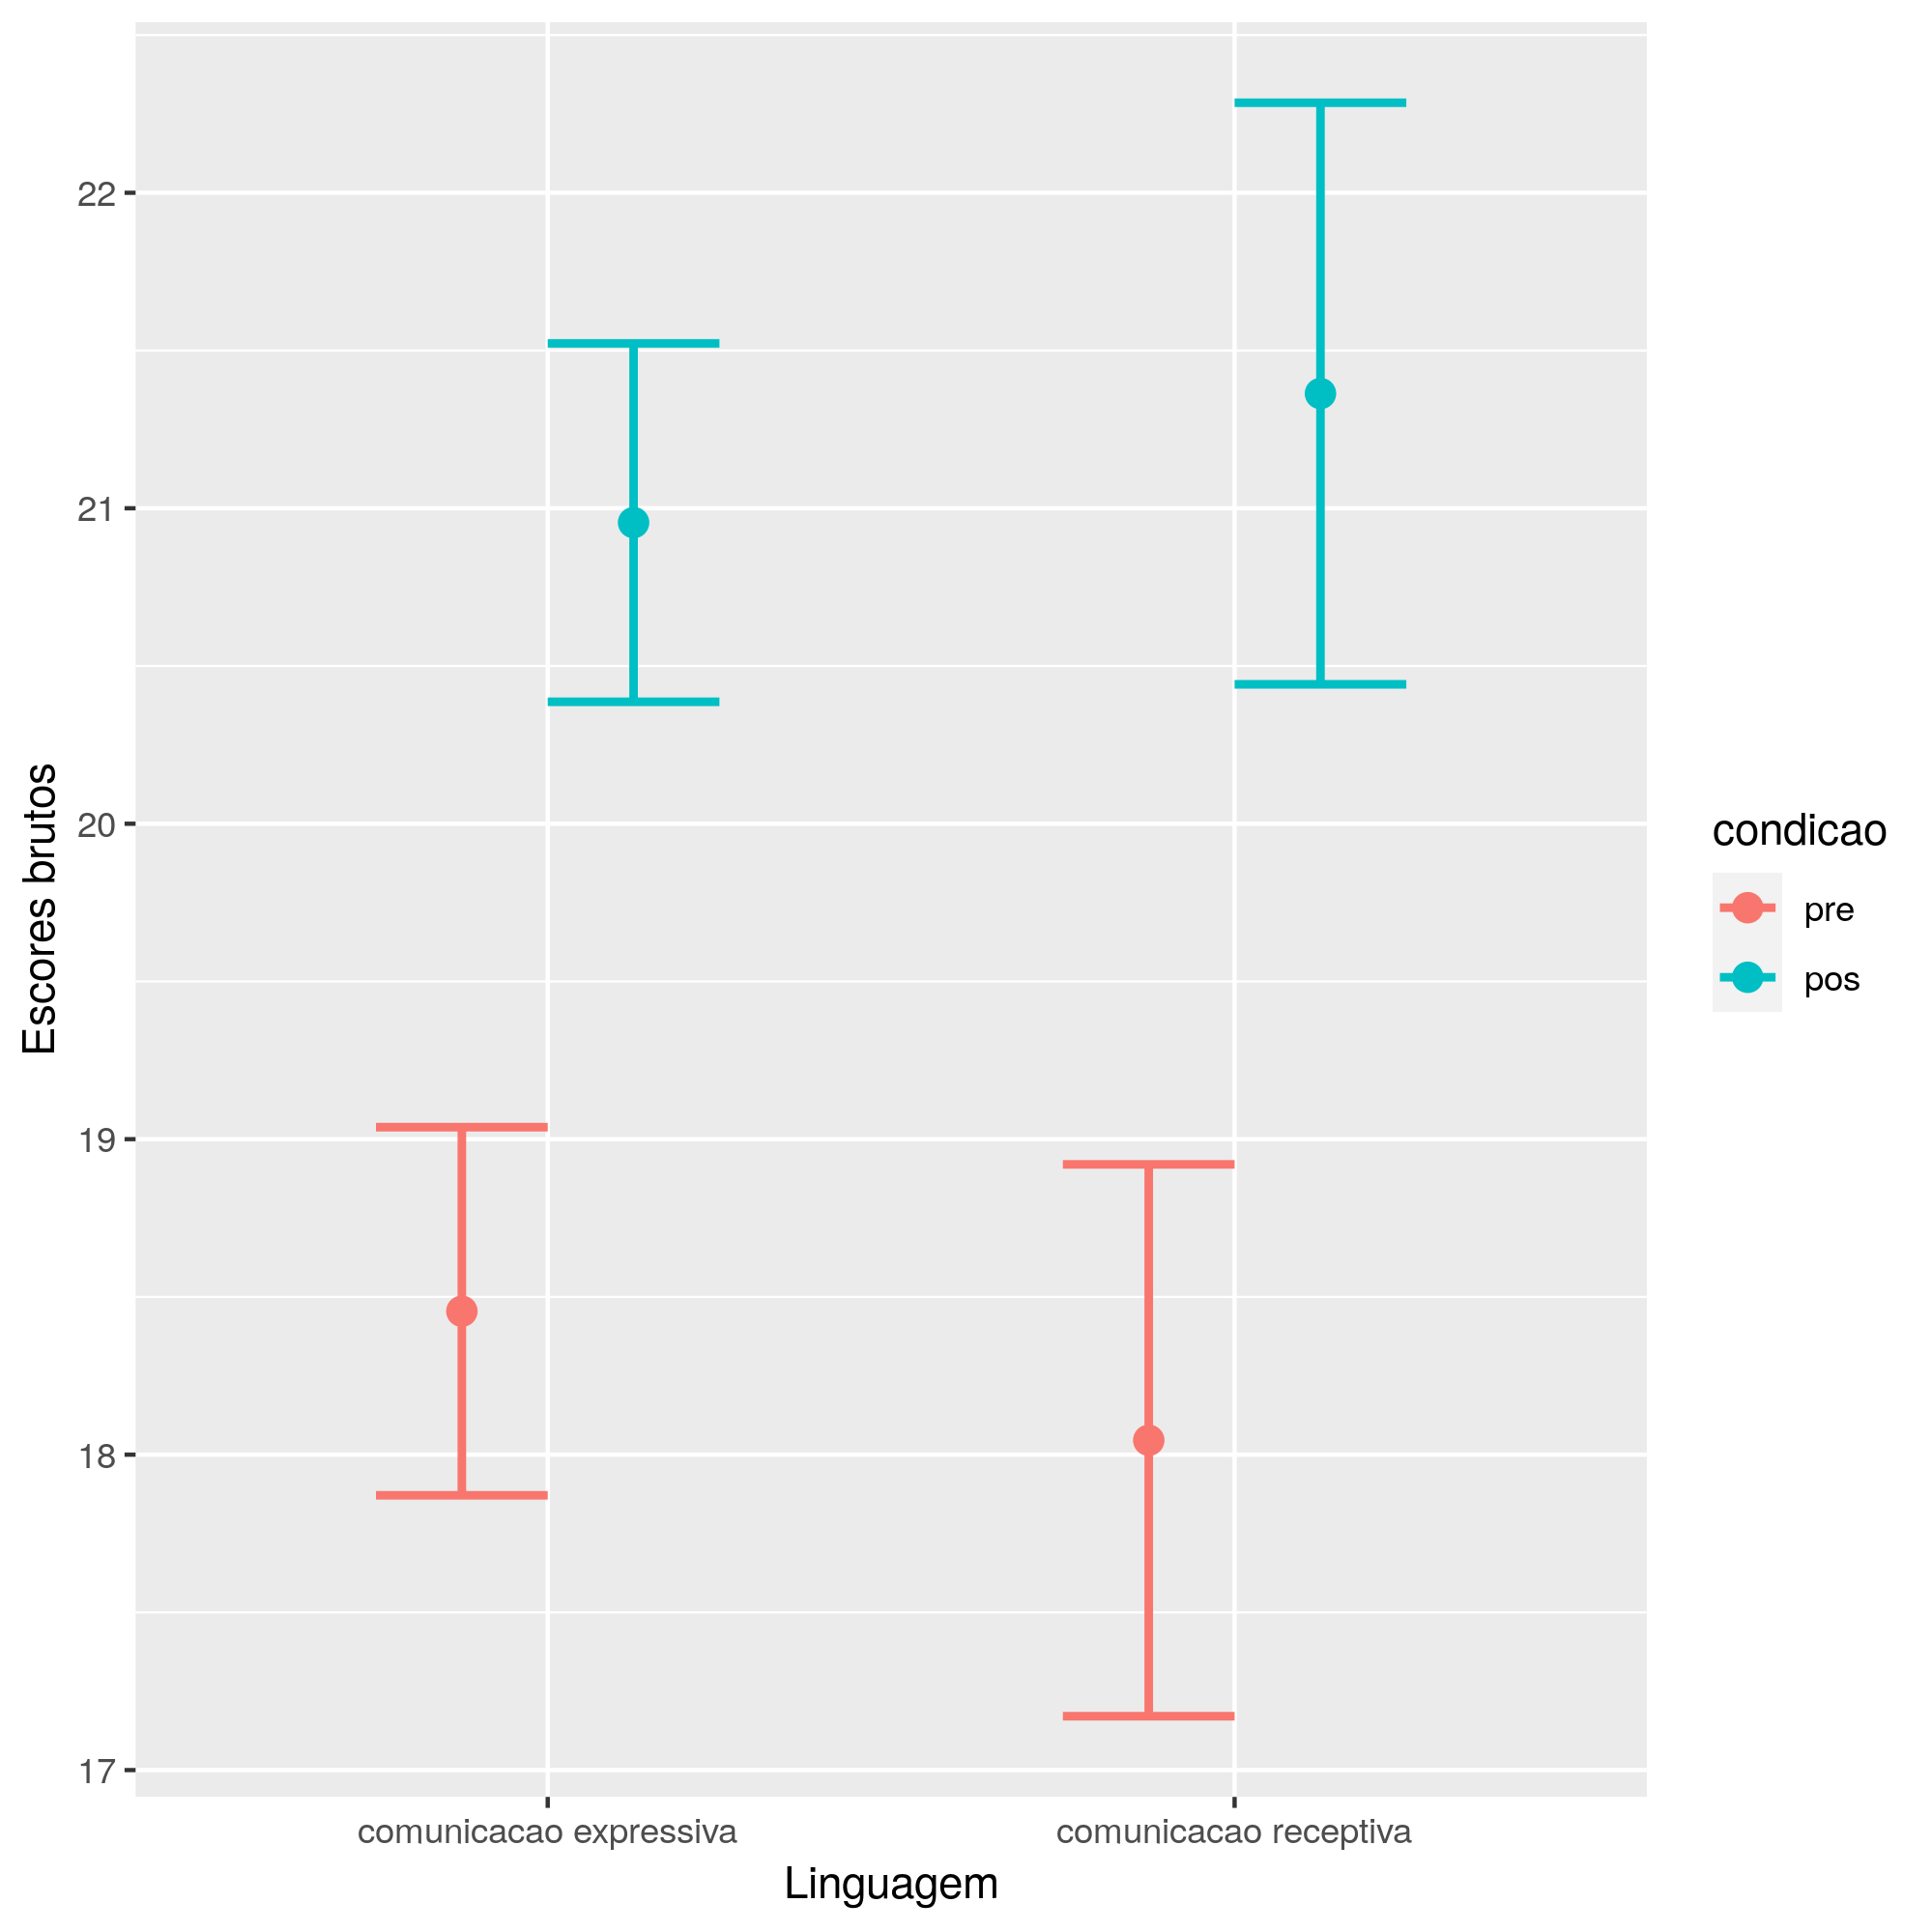 Escores brutos
22
21
20
19
18
17
comunicacao expressiva
comunicacao receptiva
Linguagem
condicao
pre
pos